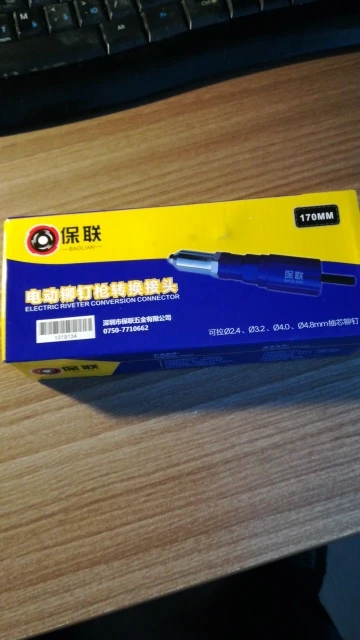 保联
BAOLIAN
170MM
保联
电动铆钉枪转换接头
ELECTRIC RIVETER CONVERSION CONNECTOR
深圳市保联五金有限公司
0750-7710662
可拉Ø2.4、Ø3.2、Ø4.0、Ø4.8mm抽芯铆钉
保联